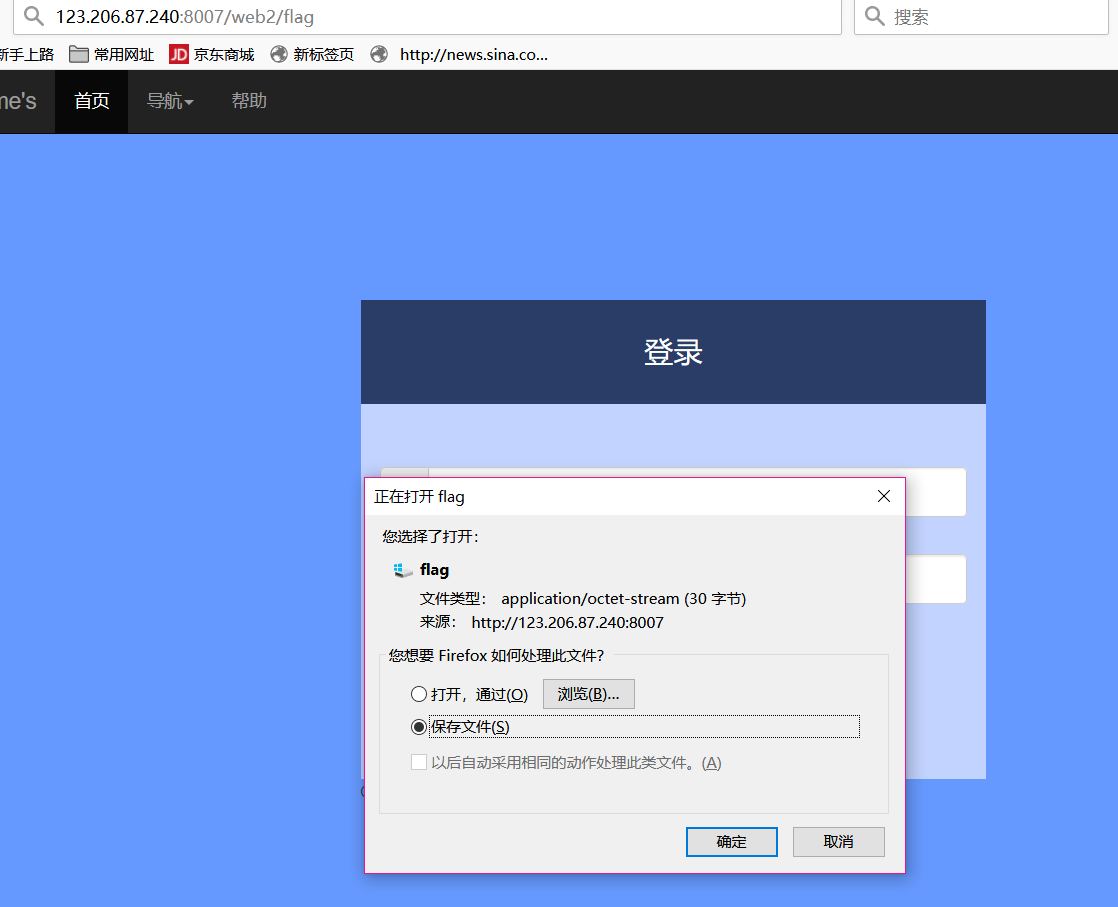 123.206.87.240:8007/web2/flag
搜索
新手上路 常用网址 JD 京东商城 新标签页 http://news.sina.co...
me's 首页 导航 帮助
登录
正在打开 flag
您选择了打开:
flag
文件类型: application/octet-stream (30 字节)
来源: http://123.206.87.240:8007
您想要 Firefox 如何处理此文件?
打开，通过(O) 浏览(B)...
保存文件(S)
以后自动采用相同的动作处理此类文件。(A)
确定 取消